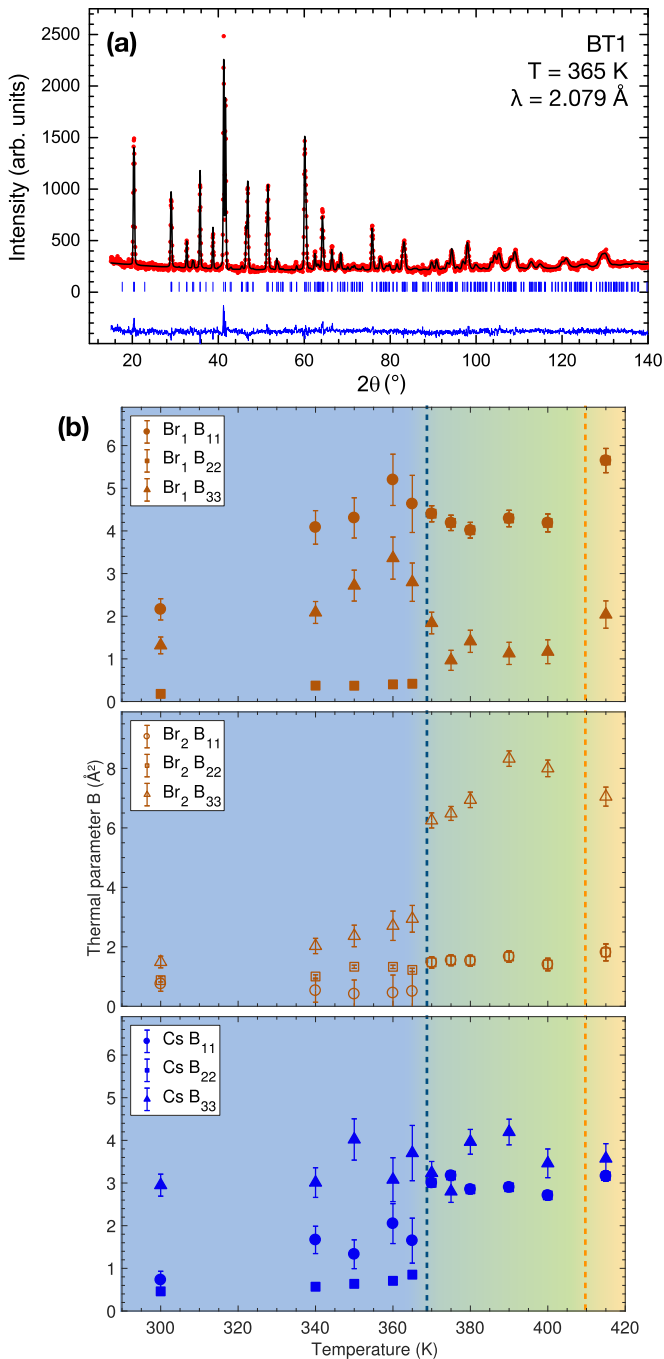 (a)
BT1
T = 365 K
λ = 2.079 Å
Intensity (arb. units)
2500
2000
1500
1000
500
0
20 40 60 80 100 120 140
2θ (°)
(b)
Br₁ B₁₁
Br₁ B₂₂
Br₁ B₃₃
6
5
4
3
2
1
0
Br₂ B₁₁
Br₂ B₂₂
Br₂ B₃₃
8
6
4
2
0
Thermal parameter B (Å²)
Cs B₁₁
Cs B₂₂
Cs B₃₃
6
5
4
3
2
1
0
300 320 340 360 380 400 420
Temperature (K)